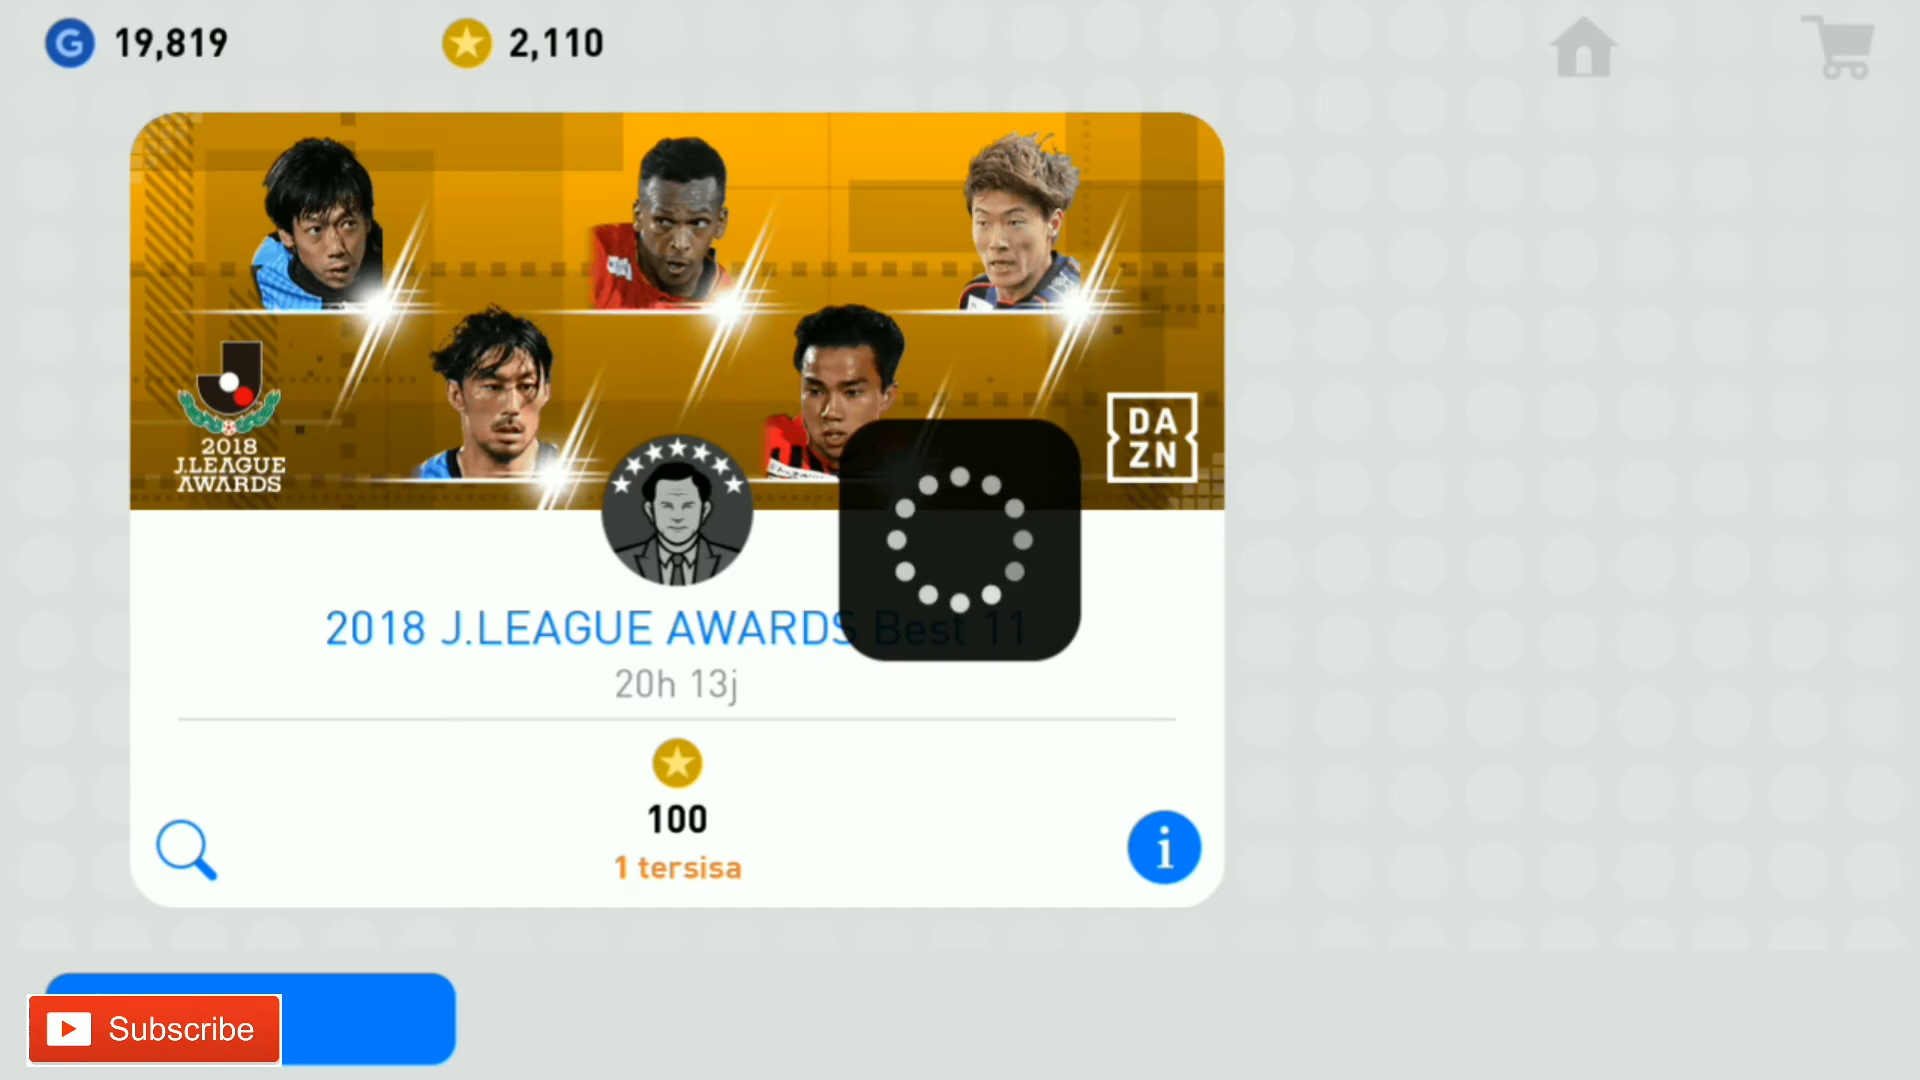 G 19,819
2,110
2018
J.LEAGUE
AWARDS
DA
ZN
2018 J.LEAGUE AWARDS Best 11
20h 13j
100
1 tersisa
i
Subscribe